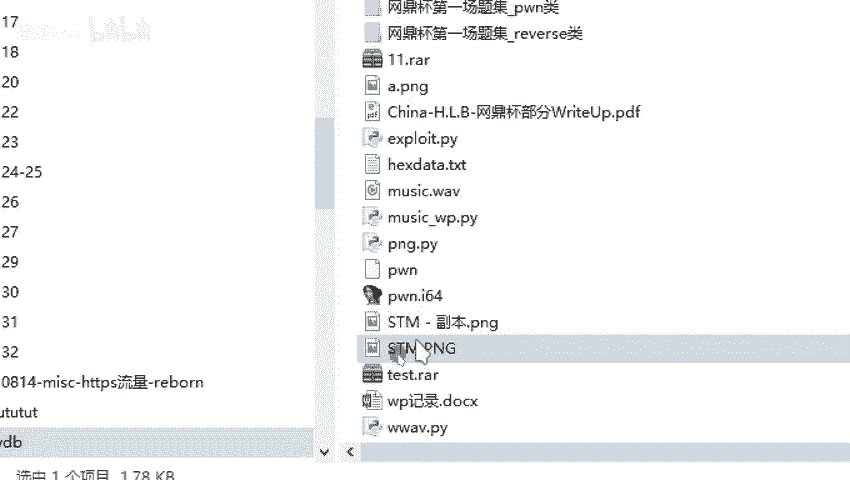 17
18
20
22
23
24-25
26
27
29
30
31
32
0814-misc-https流量-reborn
ututut
vdb
网鼎杯第一场题集_pwn类
网鼎杯第一场题集_reverse类
11.rar
a.png
China-H.L.B-网鼎杯部分WriteUp.pdf
exploit.py
hexdata.txt
music.wav
music_wp.py
png.py
pwn
pwn.i64
STM - 副本.png
STM.PNG
test.rar
wp记录.docx
wwav.py
选中 1 个项目 1.78 KB